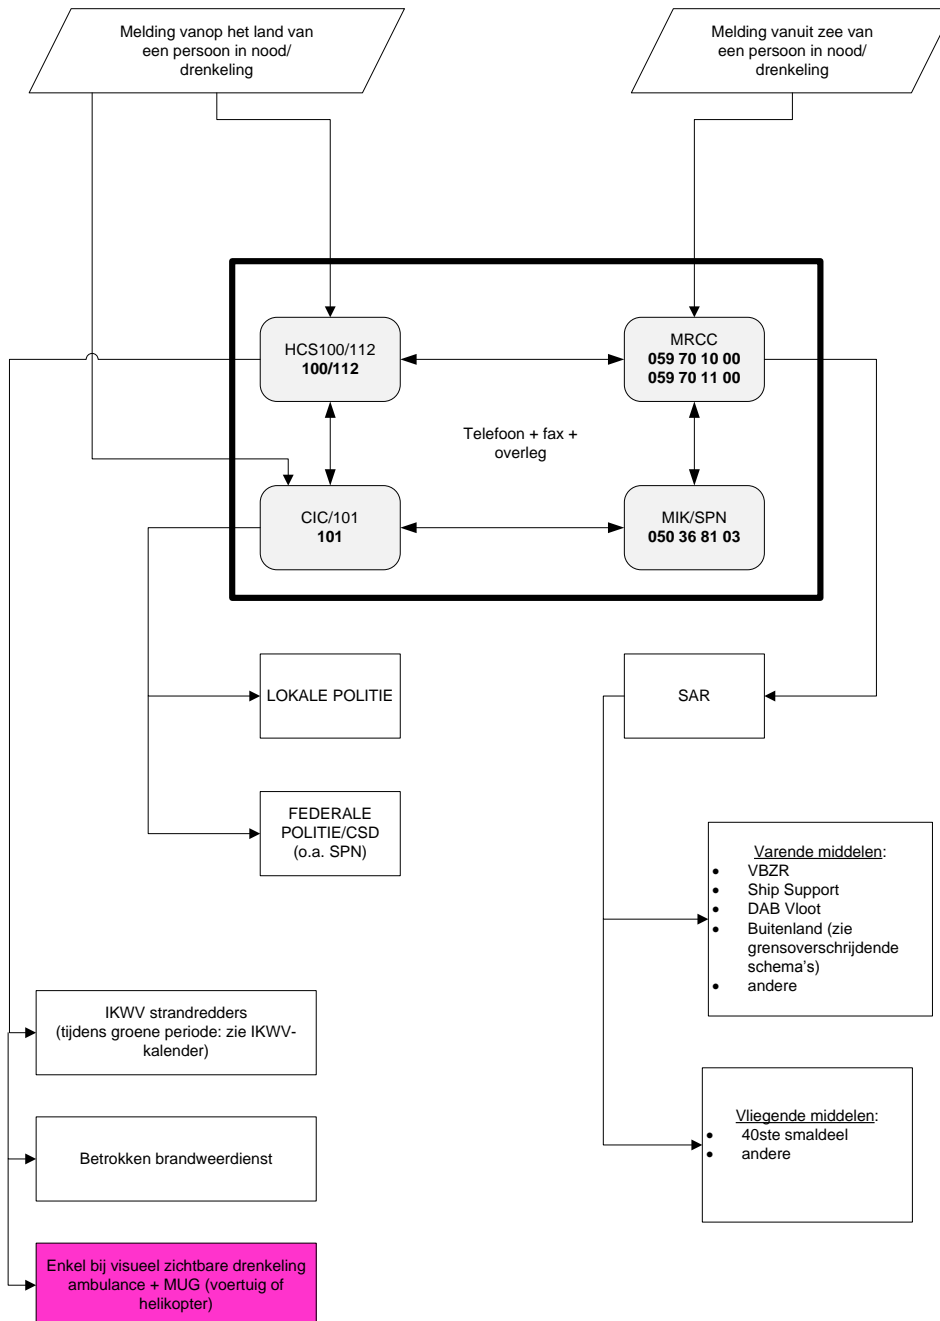 Melding vanop het land van
een persoon in nood/
drenkeling
Melding vanuit zee van
een persoon in nood/
drenkeling
HCS100/112
100/112
MRCC
059 70 10 00
059 70 11 00
Telefoon + fax +
overleg
CIC/101
101
MIK/SPN
050 36 81 03
LOKALE POLITIE
SAR
FEDERALE
POLITIE/CSD
(o.a. SPN)
Varende middelen:
• VBZR
• Ship Support
• DAB Vloot
• Buitenland (zie
grensoverschrijdende
schema's)
• andere
IKWV strandredders
(tijdens groene periode: zie IKWV-
kalender)
Vliegende middelen:
• 40ste smaldeel
• andere
Betrokken brandweerdienst
Enkel bij visueel zichtbare drenkeling
ambulance + MUG (voertuig of
helikopter)